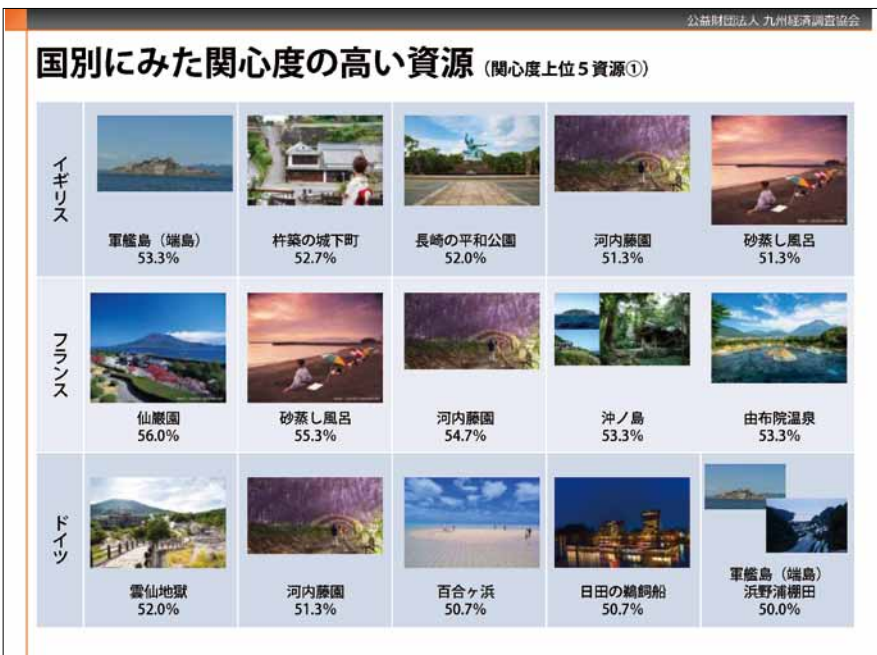 公益財団法人 九州経済調査協会
国別にみた関心度の高い資源（関心度上位５資源①）
イギリス
軍艦島（端島）
53.3%
杵築の城下町
52.7%
長崎の平和公園
52.0%
河内藤園
51.3%
砂蒸し風呂
51.3%
フランス
仙巌園
56.0%
砂蒸し風呂
55.3%
河内藤園
54.7%
沖ノ島
53.3%
由布院温泉
53.3%
ドイツ
雲仙地獄
52.0%
河内藤園
51.3%
百合ヶ浜
50.7%
日田の鵜飼船
50.7%
軍艦島（端島）
浜野浦棚田
50.0%